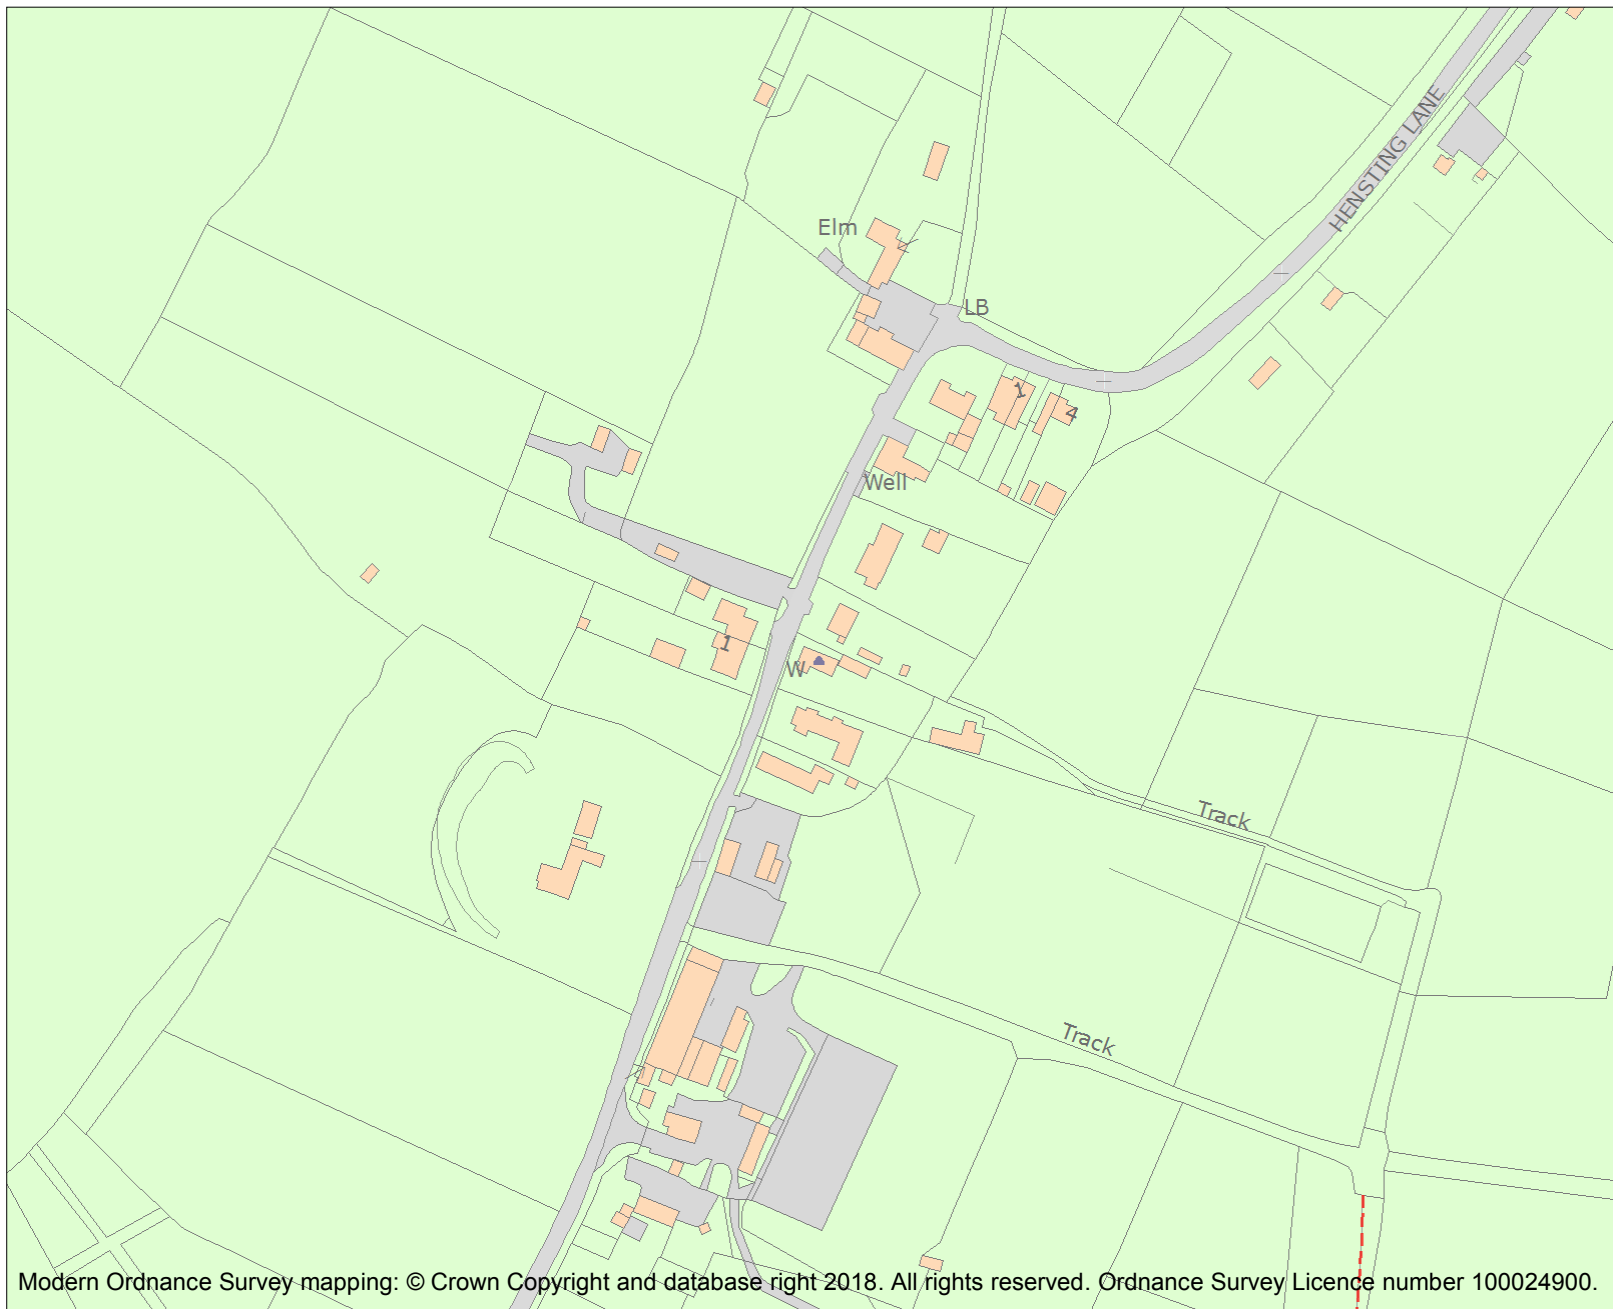 HENSTING LANE
Elm
LB
1
4
Well
1
W
Track
Track
Modern Ordnance Survey mapping: © Crown Copyright and database right 2018. All rights reserved. Ordnance Survey Licence number 100024900.